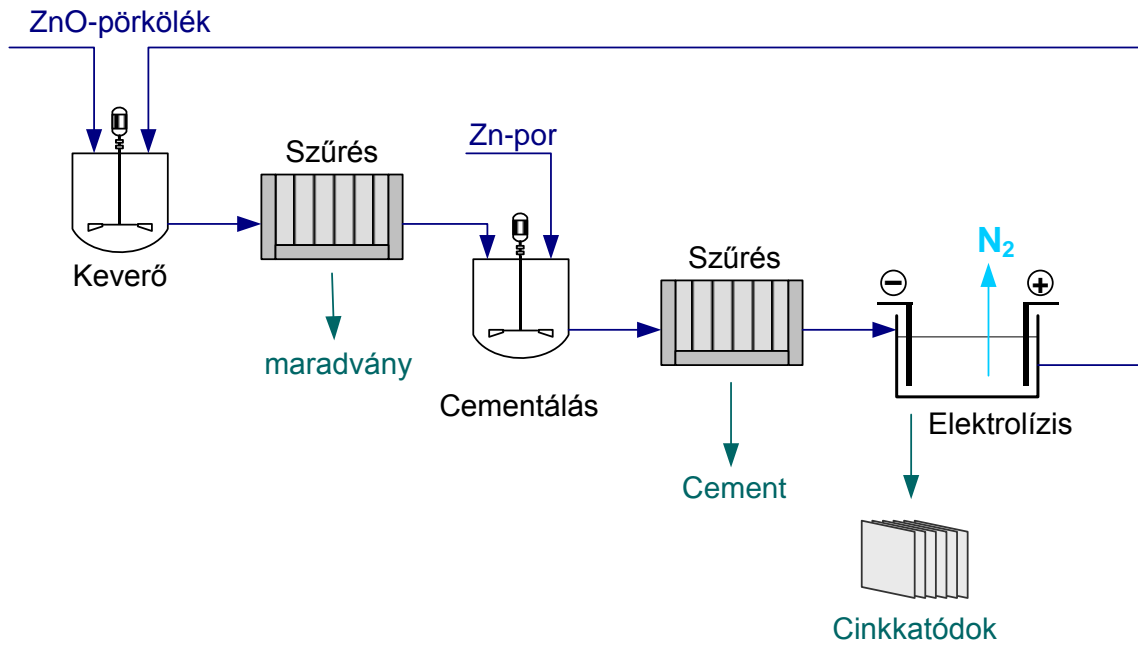 ZnO-pörkölék
Zn-por
Szűrés
Keverő
maradvány
Cementálás
Szűrés
Cement
N₂
−
+
Elektrolízis
Cinkkatódok